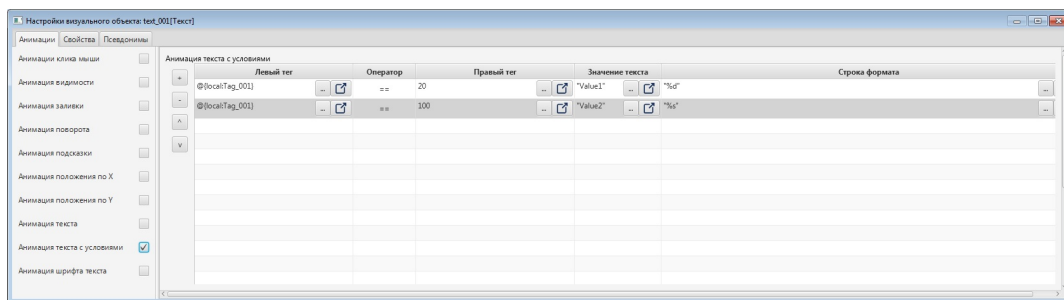 Настройки визуального объекта: text_001[Текст]
Анимации Свойства Псевдонимы
Анимации клика мыши
Анимация видимости
Анимация заливки
Анимация поворота
Анимация подсказки
Анимация положения по X
Анимация положения по Y
Анимация текста
Анимация текста с условиями
Анимация шрифта текста
Анимация текста с условиями
+
-
^
v
Левый тег Оператор Правый тег Значение текста Строка формата
@{local:Tag_001} ... == 20 ... "Value1" ... "%d" ...
@{local:Tag_001} ... == 100 ... "Value2" ... "%s" ...